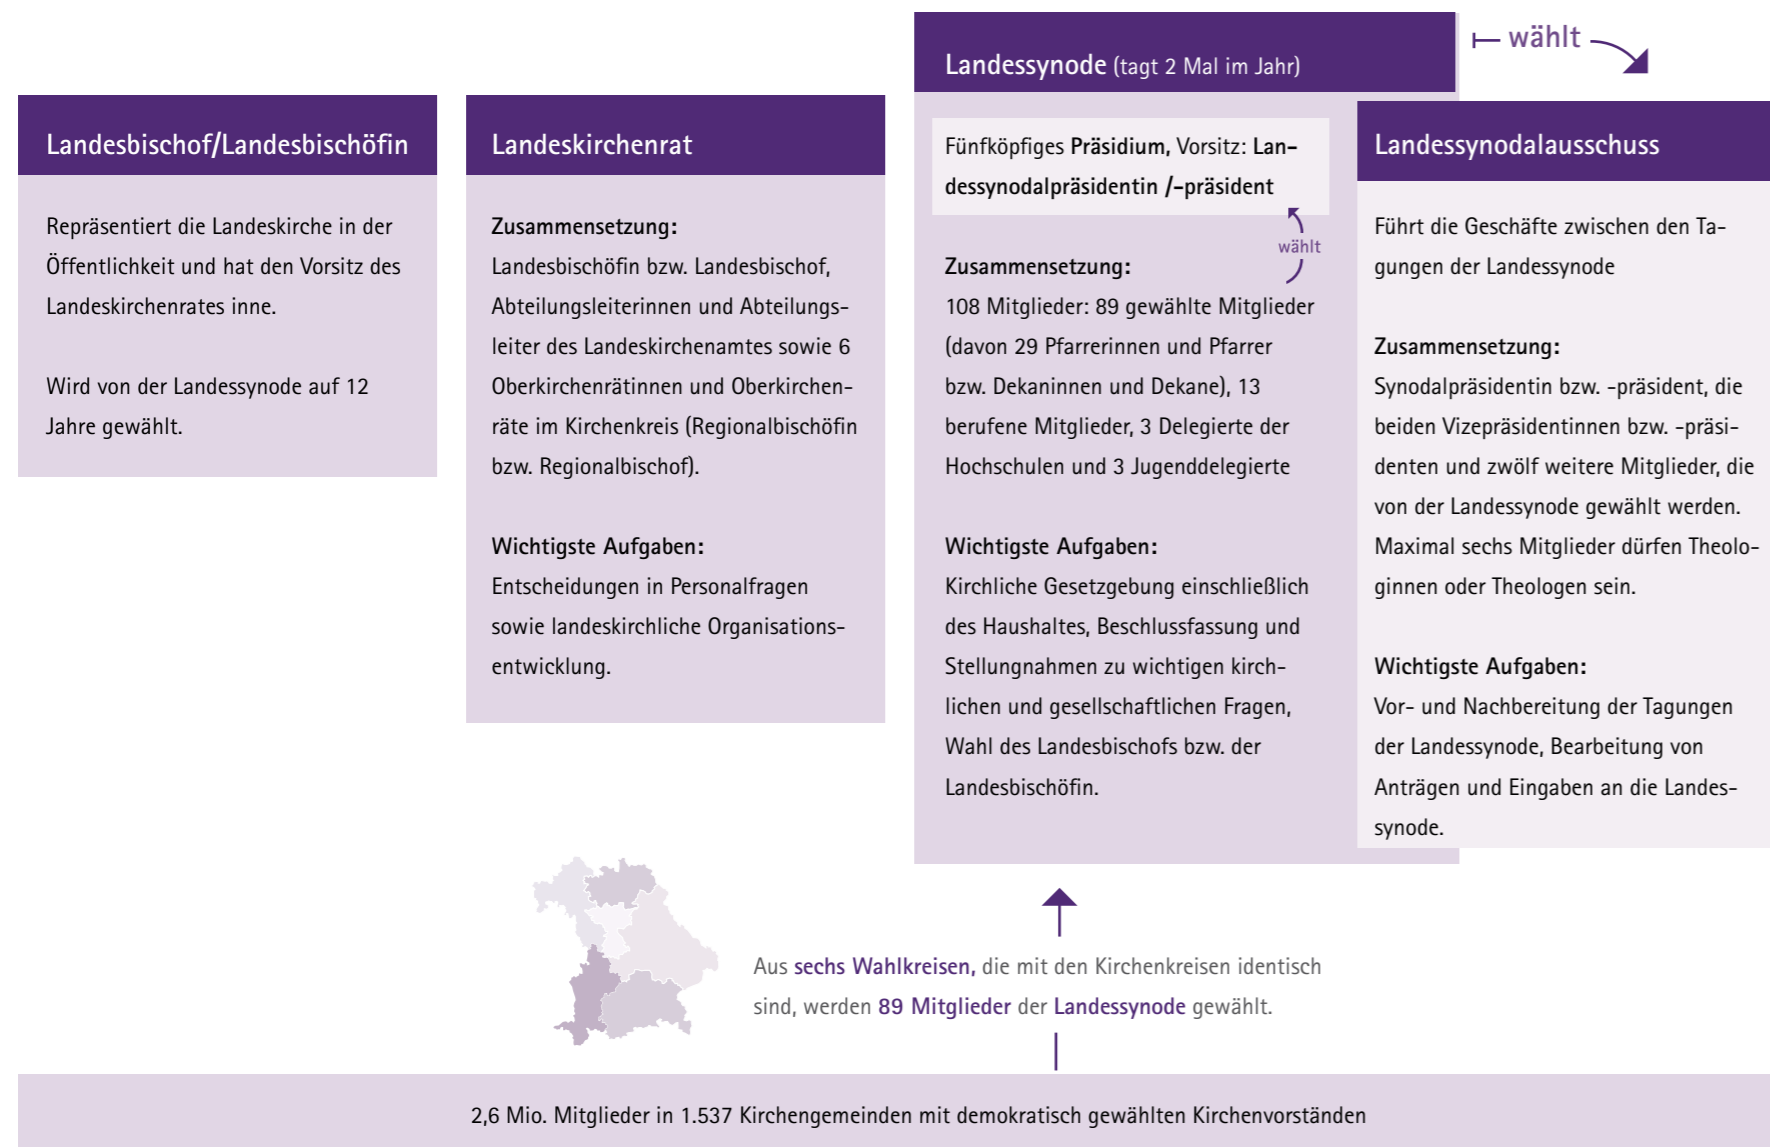 Landesbischof/Landesbischöfin
Repräsentiert die Landeskirche in der
Öffentlichkeit und hat den Vorsitz des
Landeskirchenrates inne.
Wird von der Landessynode auf 12
Jahre gewählt.
Landeskirchenrat
Zusammensetzung:
Landesbischöfin bzw. Landesbischof,
Abteilungsleiterinnen und Abteilungs-
leiter des Landeskirchenamtes sowie 6
Oberkirchenrätinnen und Oberkirchen-
räte im Kirchenkreis (Regionalbischöfin
bzw. Regionalbischof).
Wichtigste Aufgaben:
Entscheidungen in Personalfragen
sowie landeskirchliche Organisations-
entwicklung.
Landessynode (tagt 2 Mal im Jahr)
Fünfköpfiges Präsidium, Vorsitz: Lan-
dessynodalpräsidentin /-präsident
wählt
Zusammensetzung:
108 Mitglieder: 89 gewählte Mitglieder
(davon 29 Pfarrerinnen und Pfarrer
bzw. Dekaninnen und Dekane), 13
berufene Mitglieder, 3 Delegierte der
Hochschulen und 3 Jugenddelegierte
Wichtigste Aufgaben:
Kirchliche Gesetzgebung einschließlich
des Haushaltes, Beschlussfassung und
Stellungnahmen zu wichtigen kirch-
lichen und gesellschaftlichen Fragen,
Wahl des Landesbischofs bzw. der
Landesbischöfin.
wählt
Landessynodalausschuss
Führt die Geschäfte zwischen den Ta-
gungen der Landessynode
Zusammensetzung:
Synodalpräsidentin bzw. -präsident, die
beiden Vizepräsidentinnen bzw. -präsi-
denten und zwölf weitere Mitglieder, die
von der Landessynode gewählt werden.
Maximal sechs Mitglieder dürfen Theolo-
ginnen oder Theologen sein.
Wichtigste Aufgaben:
Vor- und Nachbereitung der Tagungen
der Landessynode, Bearbeitung von
Anträgen und Eingaben an die Landes-
synode.
Aus sechs Wahlkreisen, die mit den Kirchenkreisen identisch
sind, werden 89 Mitglieder der Landessynode gewählt.
2,6 Mio. Mitglieder in 1.537 Kirchengemeinden mit demokratisch gewählten Kirchenvorständen